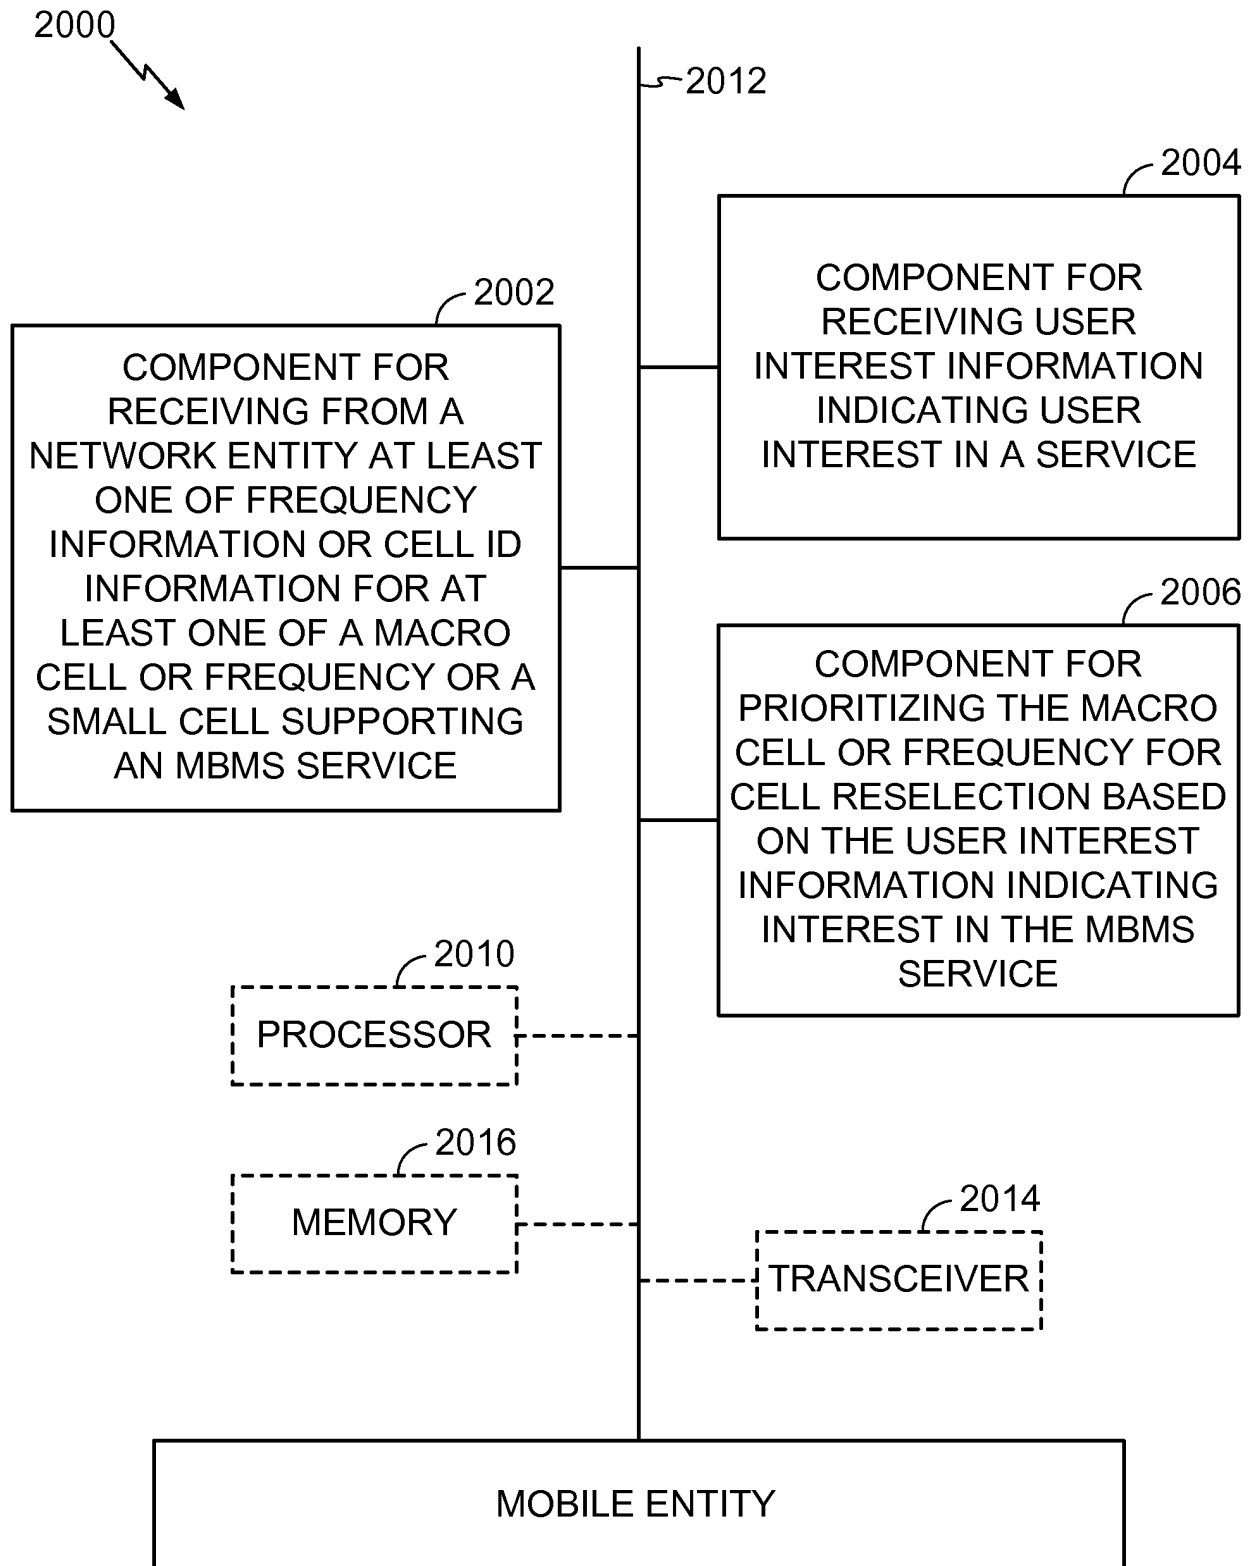 2000
2012
2004
COMPONENT FOR
RECEIVING USER
INTEREST INFORMATION
INDICATING USER
INTEREST IN A SERVICE
2002
COMPONENT FOR
RECEIVING FROM A
NETWORK ENTITY AT LEAST
ONE OF FREQUENCY
INFORMATION OR CELL ID
INFORMATION FOR AT
LEAST ONE OF A MACRO
CELL OR FREQUENCY OR A
SMALL CELL SUPPORTING
AN MBMS SERVICE
2006
COMPONENT FOR
PRIORITIZING THE MACRO
CELL OR FREQUENCY FOR
CELL RESELECTION BASED
ON THE USER INTEREST
INFORMATION INDICATING
INTEREST IN THE MBMS
SERVICE
2010
PROCESSOR
2016
MEMORY
2014
TRANSCEIVER
MOBILE ENTITY